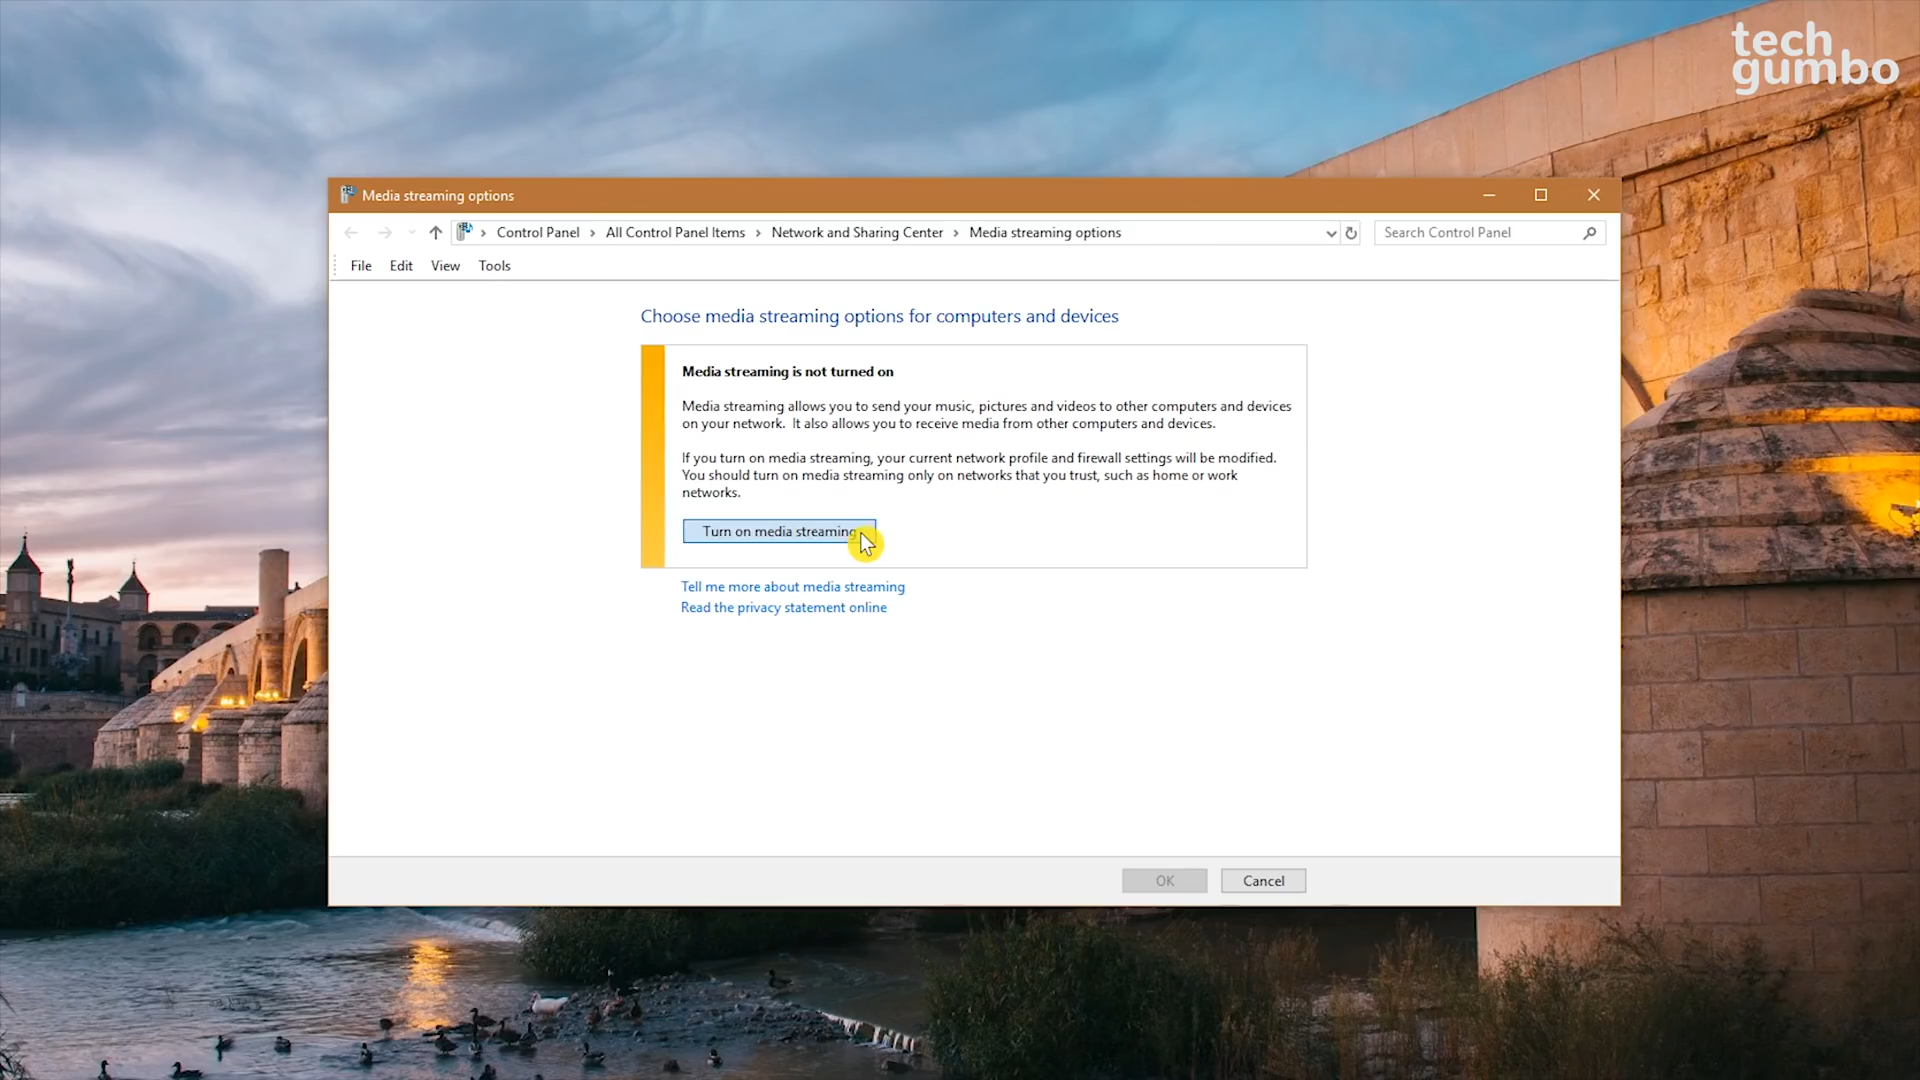 tech
gumbo
Media streaming options
Control Panel > All Control Panel Items > Network and Sharing Center > Media streaming options
Search Control Panel
File Edit View Tools
Choose media streaming options for computers and devices
Media streaming is not turned on
Media streaming allows you to send your music, pictures and videos to other computers and devices
on your network.  It also allows you to receive media from other computers and devices.
If you turn on media streaming, your current network profile and firewall settings will be modified.
You should turn on media streaming only on networks that you trust, such as home or work
networks.
Turn on media streaming
Tell me more about media streaming
Read the privacy statement online
OK Cancel